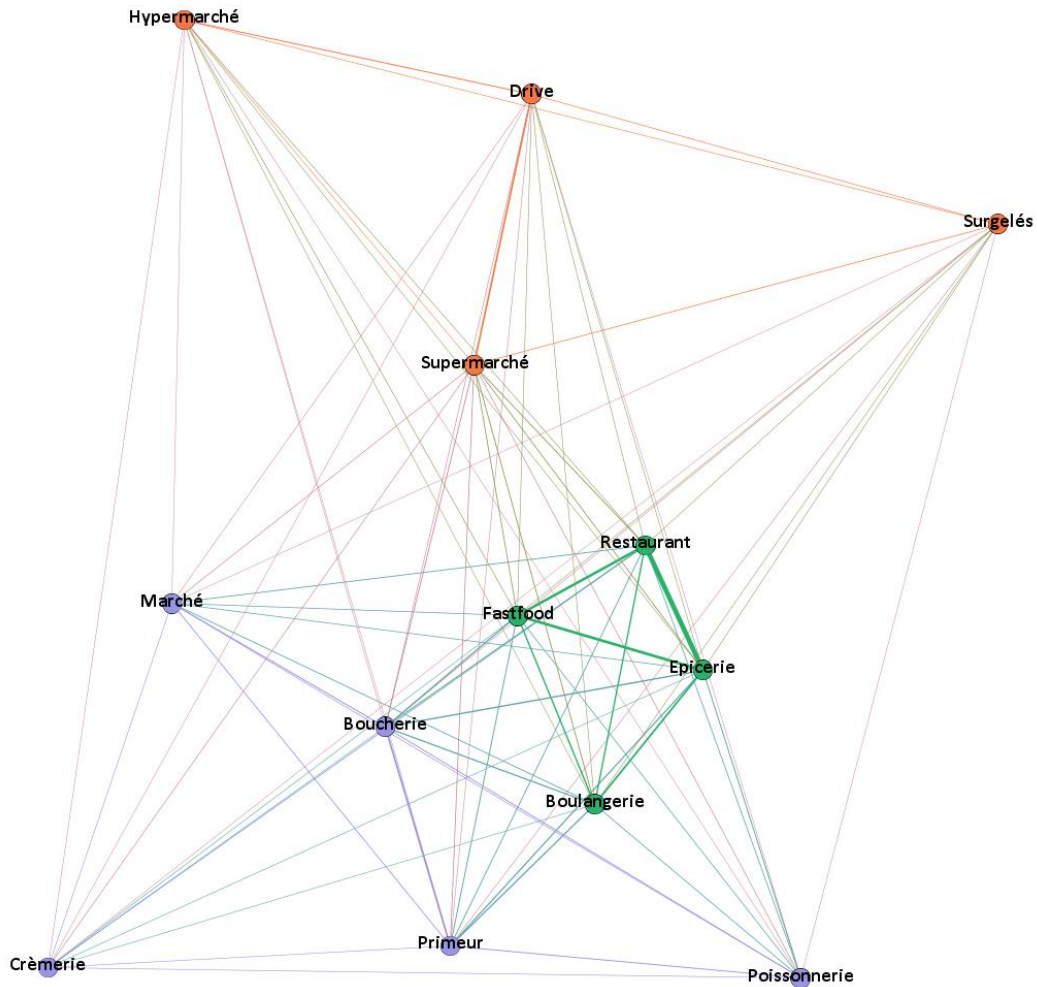 Hypermarché
Drive
Surgelés
Supermarché
Restaurant
Marché
Fastfood
Epicerie
Boucherie
Boulangerie
Primeur
Crèmerie
Poissonnerie